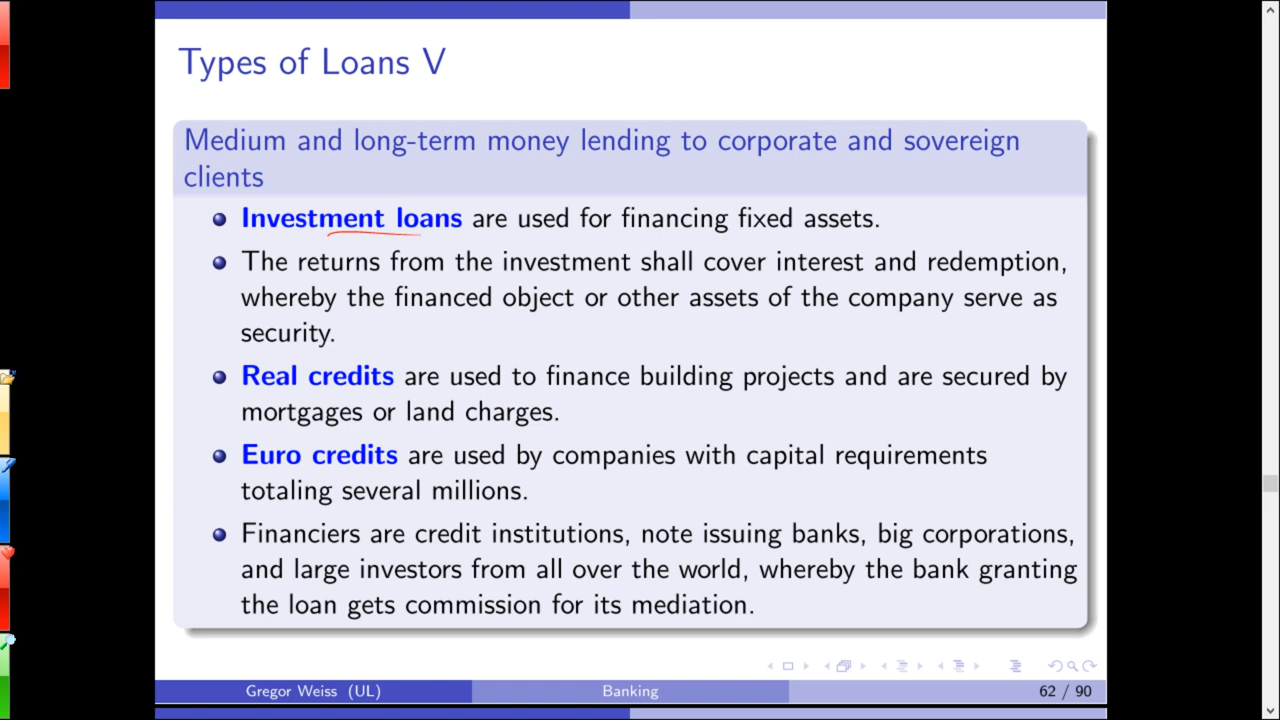 Types of Loans V
Medium and long-term money lending to corporate and sovereign
clients
Investment loans are used for financing fixed assets.
The returns from the investment shall cover interest and redemption,
whereby the financed object or other assets of the company serve as
security.
Real credits are used to finance building projects and are secured by
mortgages or land charges.
Euro credits are used by companies with capital requirements
totaling several millions.
Financiers are credit institutions, note issuing banks, big corporations,
and large investors from all over the world, whereby the bank granting
the loan gets commission for its mediation.
Gregor Weiss (UL) Banking 62 / 90